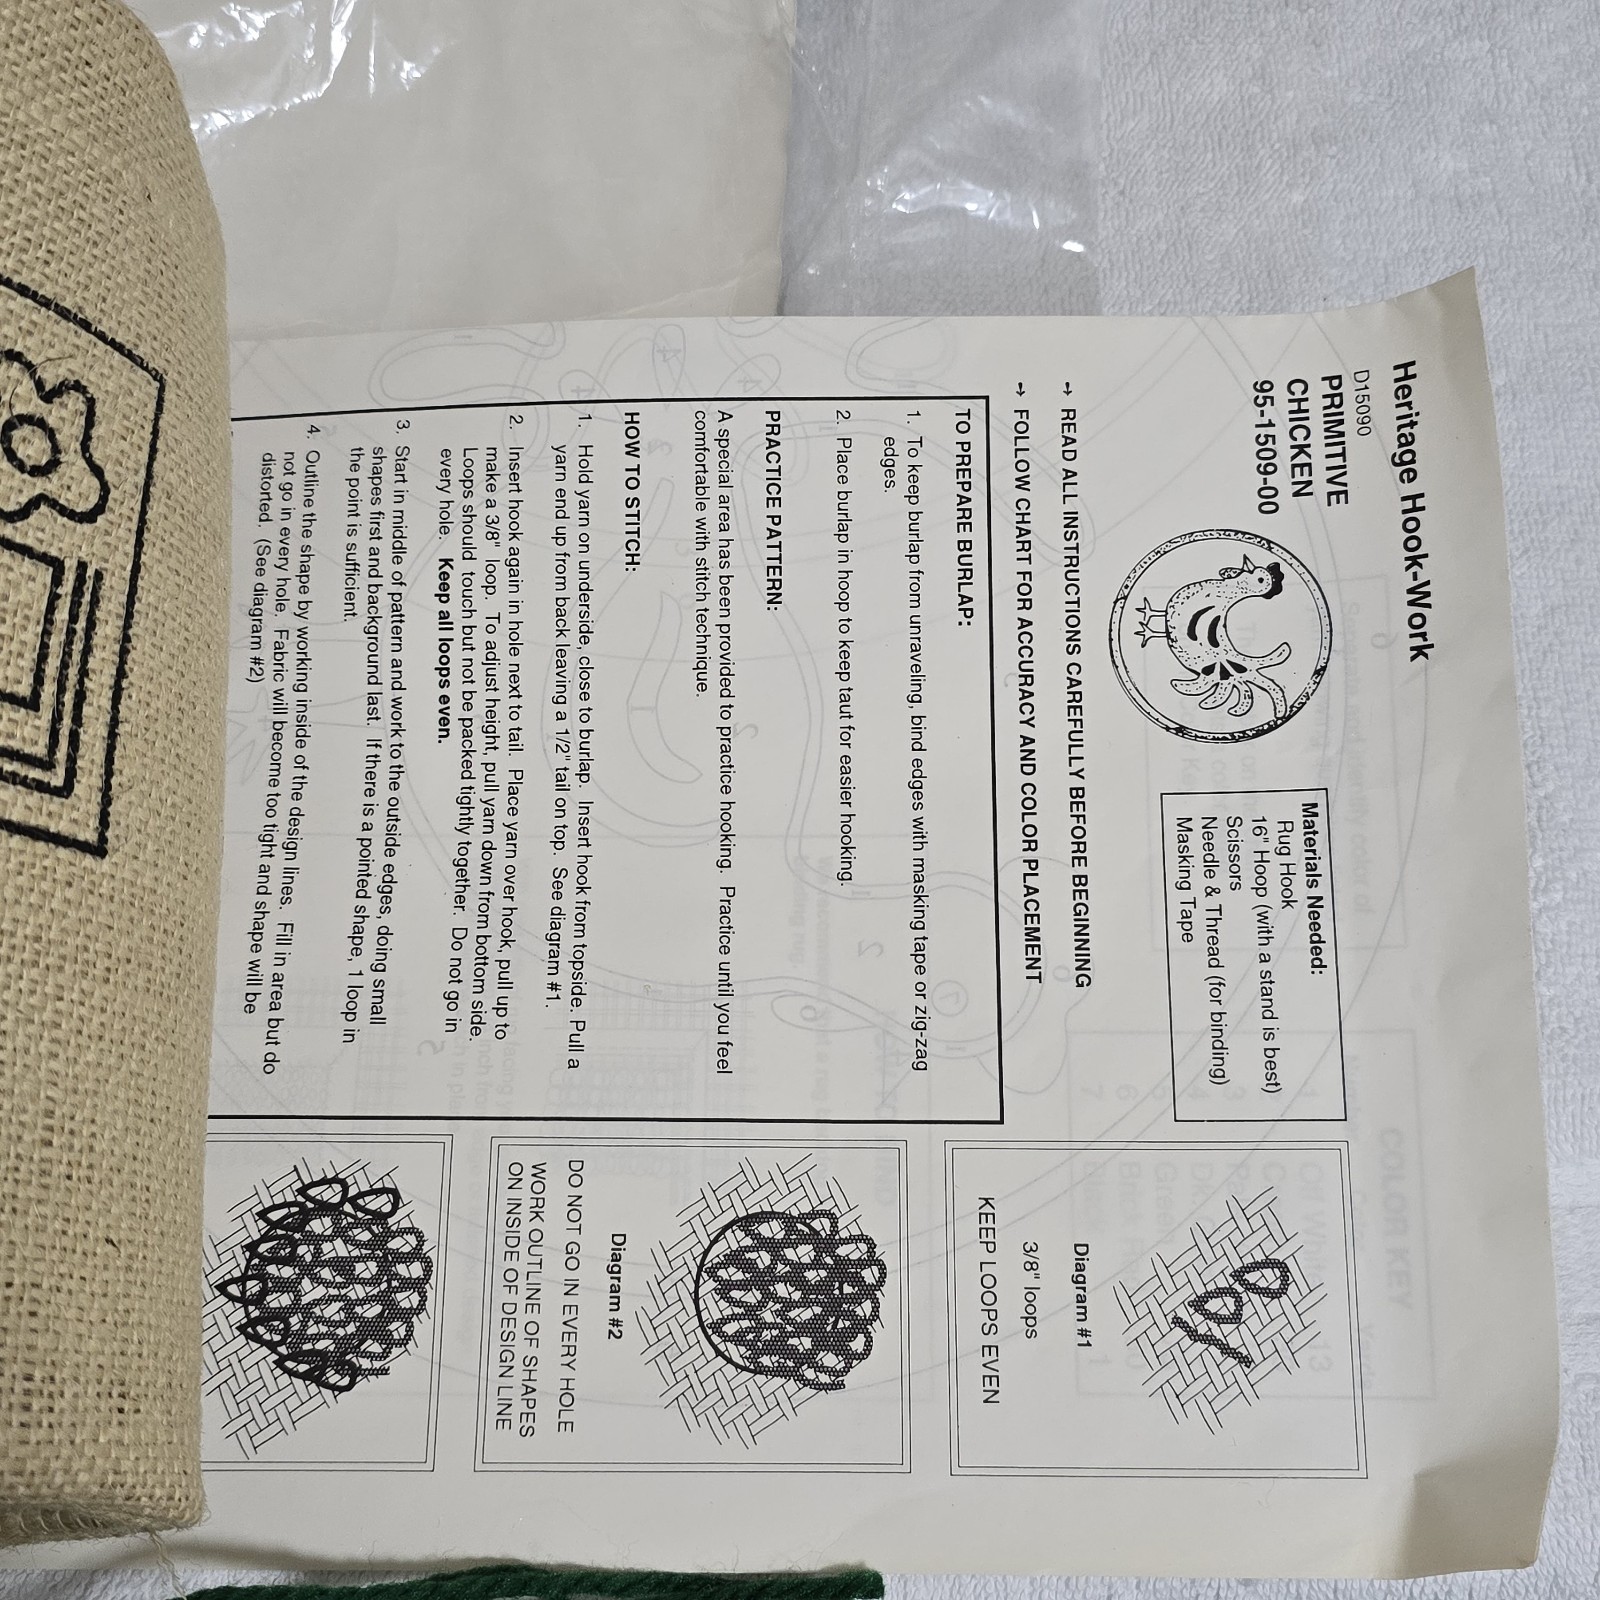 Heritage Hook-Work
D15090
PRIMITIVE
CHICKEN
95-1509-00
Materials Needed:
Rug Hook
16" Hoop (with a stand is best)
Scissors
Needle & Thread (for binding)
Masking Tape
→ READ ALL INSTRUCTIONS CAREFULLY BEFORE BEGINNING
→ FOLLOW CHART FOR ACCURACY AND COLOR PLACEMENT
TO PREPARE BURLAP:
1. To keep burlap from unraveling, bind edges with masking tape or zig-zag
edges.
2. Place burlap in hoop to keep taut for easier hooking.
PRACTICE PATTERN:
A special area has been provided to practice hooking. Practice until you feel
comfortable with stitch technique.
HOW TO STITCH:
1. Hold yarn on underside, close to burlap. Insert hook from topside. Pull a
yarn end up from back leaving a 1/2" tail on top. See diagram #1.
2. Insert hook again in hole next to tail. Place yarn over hook, pull up to
make a 3/8" loop. To adjust height, pull yarn down from bottom side.
Loops should touch but not be packed tightly together. Do not go in
every hole. Keep all loops even.
3. Start in middle of pattern and work to the outside edges, doing small
shapes first and background last. If there is a pointed shape, 1 loop in
the point is sufficient.
4. Outline the shape by working inside of the design lines. Fill in area but do
not go in every hole. Fabric will become too tight and shape will be
distorted. (See diagram #2)
Diagram #1
3/8" loops
KEEP LOOPS EVEN
Diagram #2
DO NOT GO IN EVERY HOLE
WORK OUTLINE OF SHAPES
ON INSIDE OF DESIGN LINE
COLOR KEY